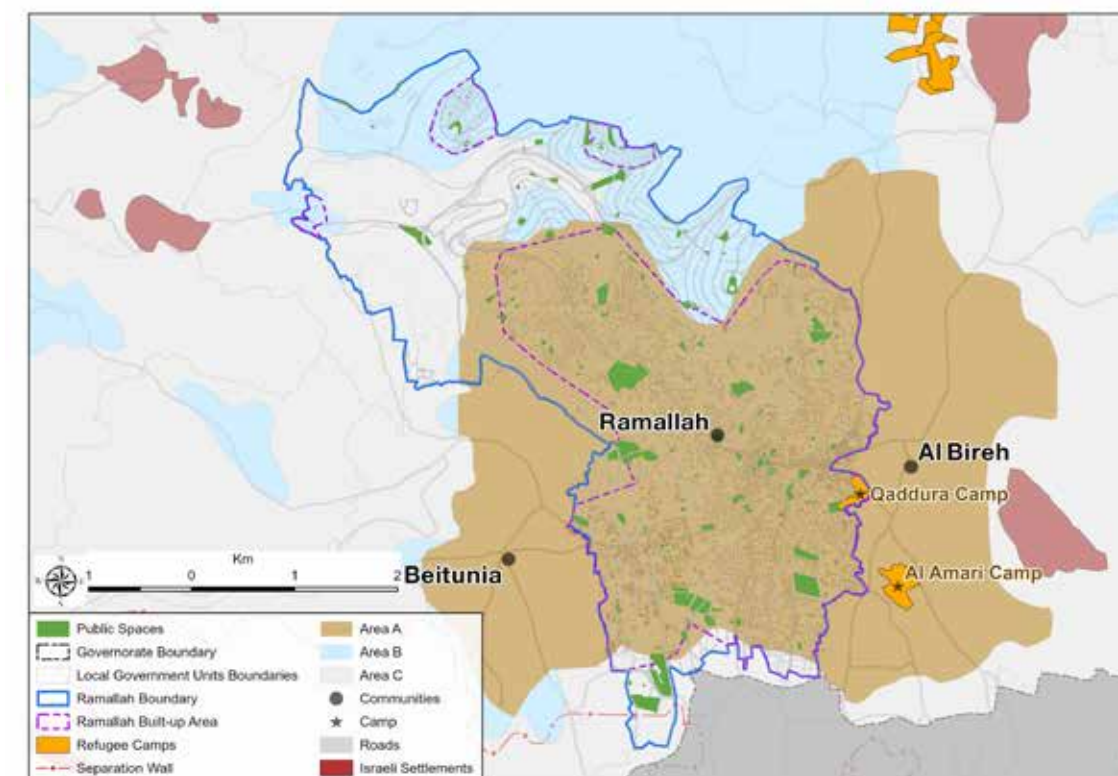 Ramallah
Al Bireh
Qaddura Camp
Al Amari Camp
Beitunia
Km
1 0 1 2
Public Spaces
Governorate Boundary
Local Government Units Boundaries
Ramallah Boundary
Ramallah Built-up Area
Refugee Camps
Separation Wall
Area A
Area B
Area C
Communities
Camp
Roads
Israeli Settlements